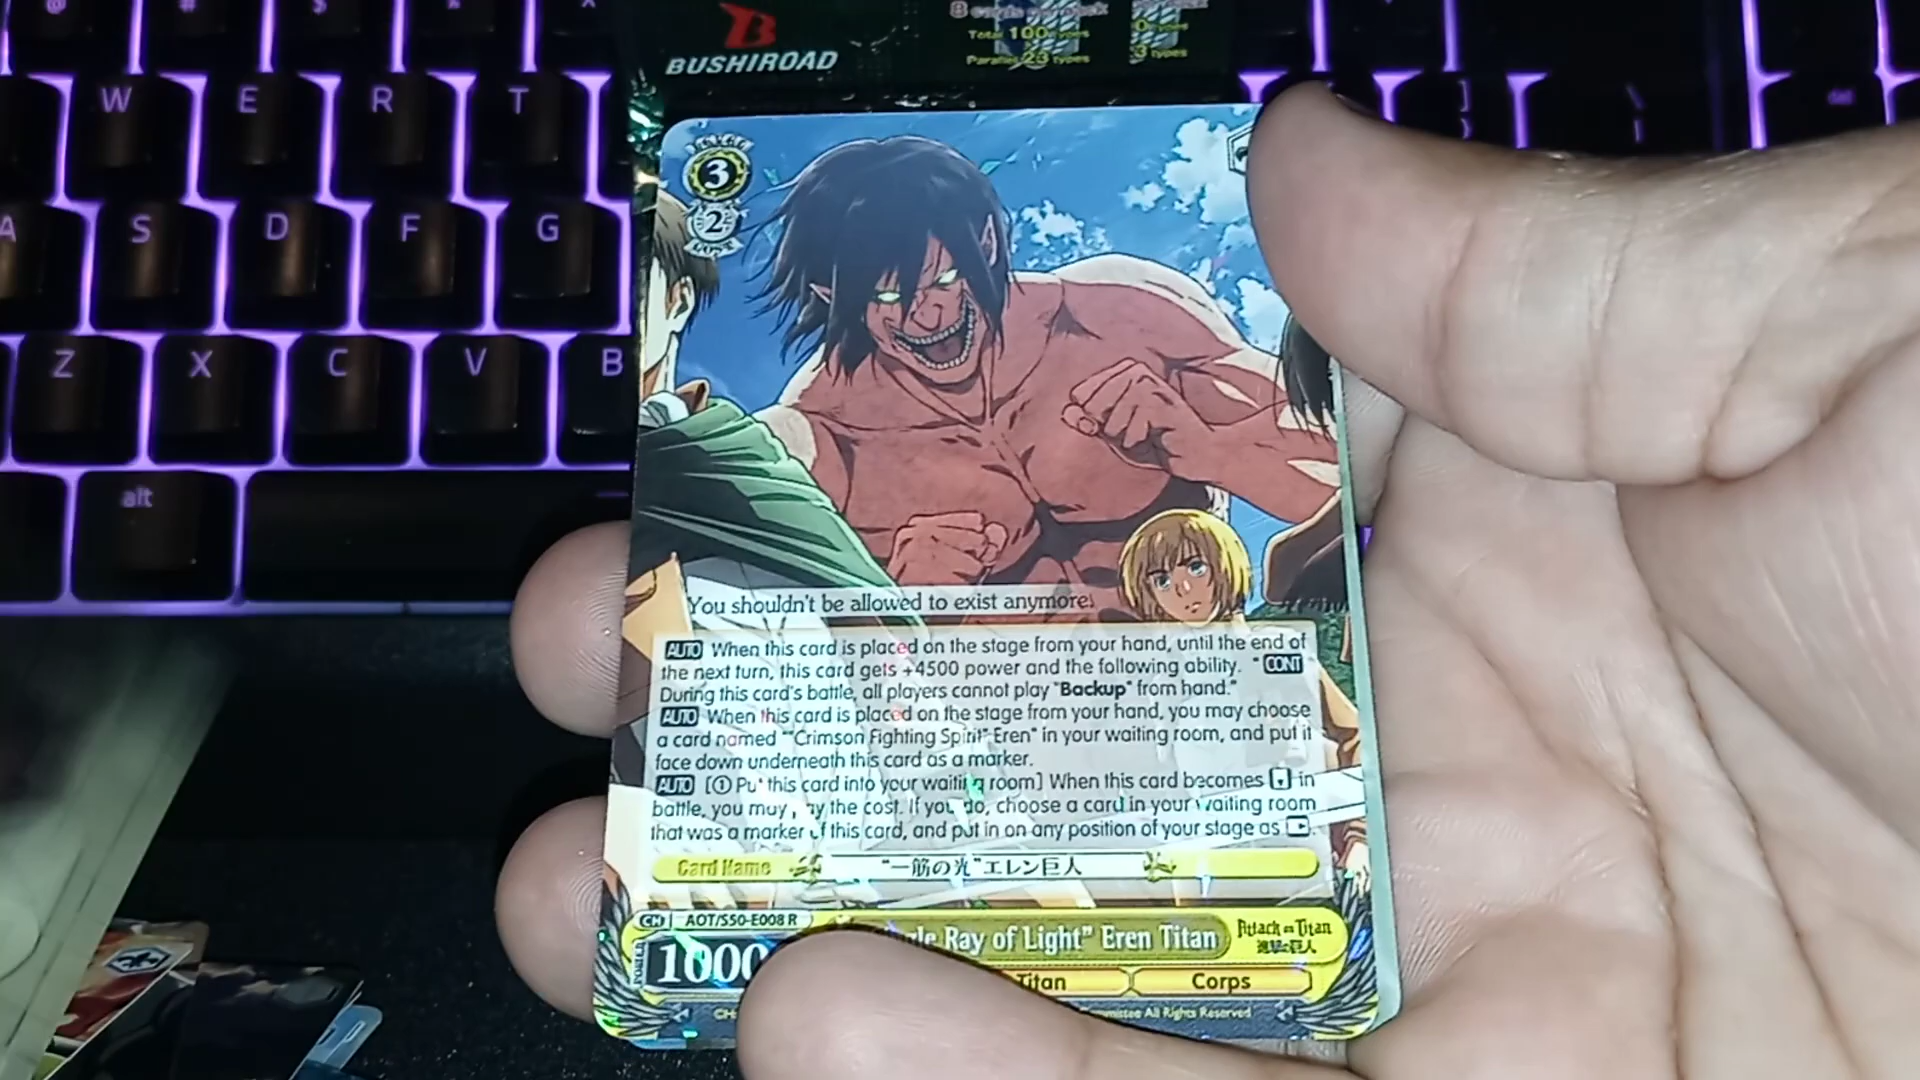 @ # $ % ^
BUSHIROAD
Total 100 types
Parallel 23 types
3 types
W E R T
A S D F G
Z X C V B
alt
3
2
You shouldn't be allowed to exist anymore!
AUTO When this card is placed on the stage from your hand, until the end of
the next turn, this card gets +4500 power and the following ability. "CONT
During this card's battle, all players cannot play "Backup" from hand."
AUTO When this card is placed on the stage from your hand, you may choose
a card named ""Crimson Fighting Spirit" Eren" in your waiting room, and put it
face down underneath this card as a marker.
AUTO [① Put this card into your waiting room] When this card becomes in
battle, you may pay the cost. If you do, choose a card in your waiting room
that was a marker of this card, and put in on any position of your stage as
Card Name "一筋の光"エレン巨人
CH AOT/S50-E008 R
POWER 1000
Ray of Light" Eren Titan
Attack on Titan
進撃の巨人
Titan Corps
All Rights Reserved